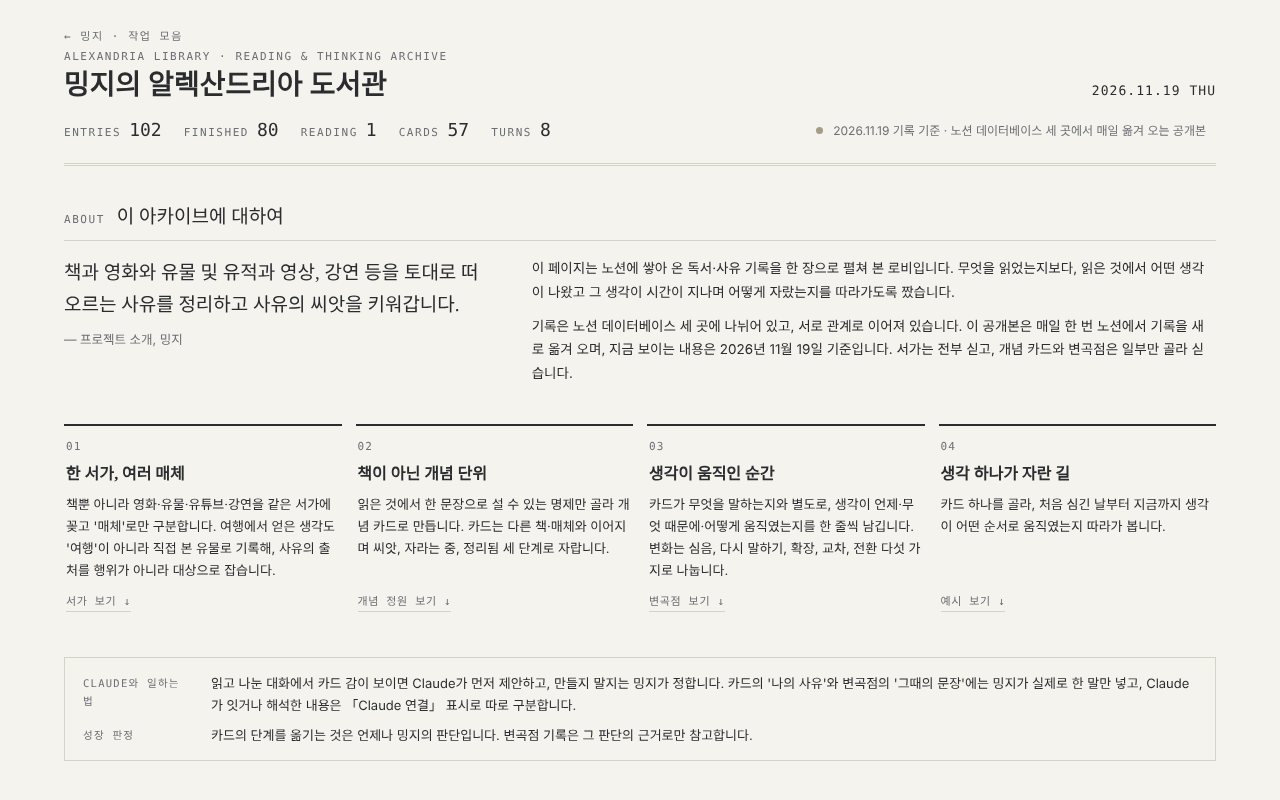 ← 밍지 · 작업 모음
ALEXANDRIA LIBRARY · READING & THINKING ARCHIVE
밍지의 알렉산드리아 도서관
2026.11.19 THU
ENTRIES 102 FINISHED 80 READING 1 CARDS 57 TURNS 8
2026.11.19 기록 기준 · 노션 데이터베이스 세 곳에서 매일 옮겨 오는 공개본
ABOUT 이 아카이브에 대하여
책과 영화와 유물 및 유적과 영상, 강연 등을 토대로 떠
오르는 사유를 정리하고 사유의 씨앗을 키워갑니다.
— 프로젝트 소개, 밍지
이 페이지는 노션에 쌓아 온 독서·사유 기록을 한 장으로 펼쳐 본 로비입니다. 무엇을 읽었는지보다, 읽은 것에서 어떤 생각
이 나왔고 그 생각이 시간이 지나며 어떻게 자랐는지를 따라가도록 짰습니다.
기록은 노션 데이터베이스 세 곳에 나뉘어 있고, 서로 관계로 이어져 있습니다. 이 공개본은 매일 한 번 노션에서 기록을 새
로 옮겨 오며, 지금 보이는 내용은 2026년 11월 19일 기준입니다. 서가는 전부 싣고, 개념 카드와 변곡점은 일부만 골라 싣
습니다.
01
한 서가, 여러 매체
책뿐 아니라 영화·유물·유튜브·강연을 같은 서가에
꽂고 '매체'로만 구분합니다. 여행에서 얻은 생각도
'여행'이 아니라 직접 본 유물로 기록해, 사유의 출
처를 행위가 아니라 대상으로 잡습니다.
서가 보기 ↓
02
책이 아닌 개념 단위
읽은 것에서 한 문장으로 설 수 있는 명제만 골라 개
념 카드로 만듭니다. 카드는 다른 책·매체와 이어지
며 씨앗, 자라는 중, 정리됨 세 단계로 자랍니다.
개념 정원 보기 ↓
03
생각이 움직인 순간
카드가 무엇을 말하는지와 별도로, 생각이 언제·무
엇 때문에·어떻게 움직였는지를 한 줄씩 남깁니다.
변화는 심음, 다시 말하기, 확장, 교차, 전환 다섯 가
지로 나눕니다.
변곡점 보기 ↓
04
생각 하나가 자란 길
카드 하나를 골라, 처음 심긴 날부터 지금까지 생각
이 어떤 순서로 움직였는지 따라가 봅니다.
예시 보기 ↓
CLAUDE와 일하는
법
읽고 나눈 대화에서 카드 감이 보이면 Claude가 먼저 제안하고, 만들지 말지는 밍지가 정합니다. 카드의 '나의 사유'와 변곡점의 '그때의 문장'에는 밍지가 실제로 한 말만 넣고, Claude
가 잇거나 해석한 내용은 「Claude 연결」 표시로 따로 구분합니다.
성장 판정
카드의 단계를 옮기는 것은 언제나 밍지의 판단입니다. 변곡점 기록은 그 판단의 근거로만 참고합니다.